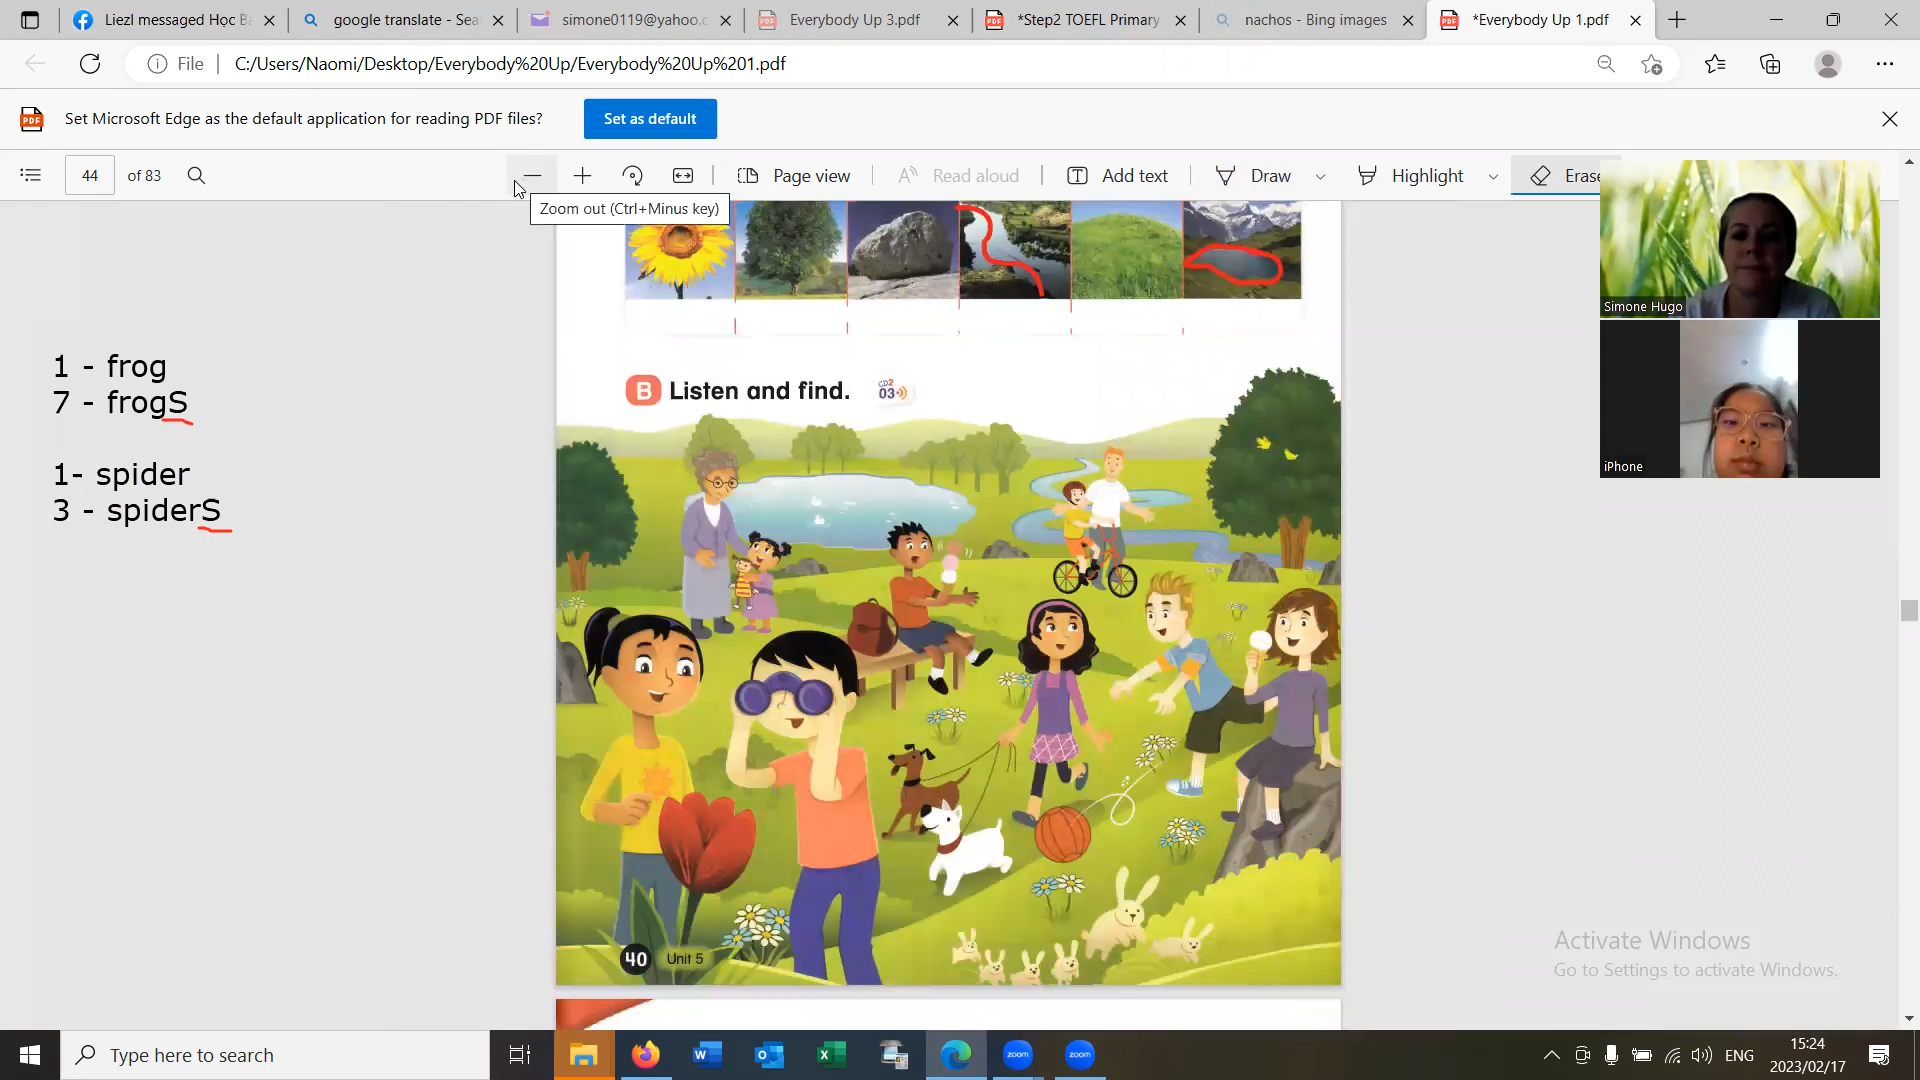 Liezl messaged Học B
google translate - Sea
simone0119@yahoo.c
Everybody Up 3.pdf
*Step2 TOEFL Primary
nachos - Bing images
*Everybody Up 1.pdf
File
C:/Users/Naomi/Desktop/Everybody%20Up/Everybody%20Up%201.pdf
PDF
Set Microsoft Edge as the default application for reading PDF files?
Set as default
44 of 83
Page view
Read aloud
Add text
Draw
Highlight
Erase
Zoom out (Ctrl+Minus key)
Simone Hugo
iPhone
1 - frog
7 - frogS
1- spider
3 - spiderS
B Listen and find.
CD2
03
40 Unit 5
Activate Windows
Go to Settings to activate Windows.
Type here to search
zoom
zoom
ENG
15:24
2023/02/17